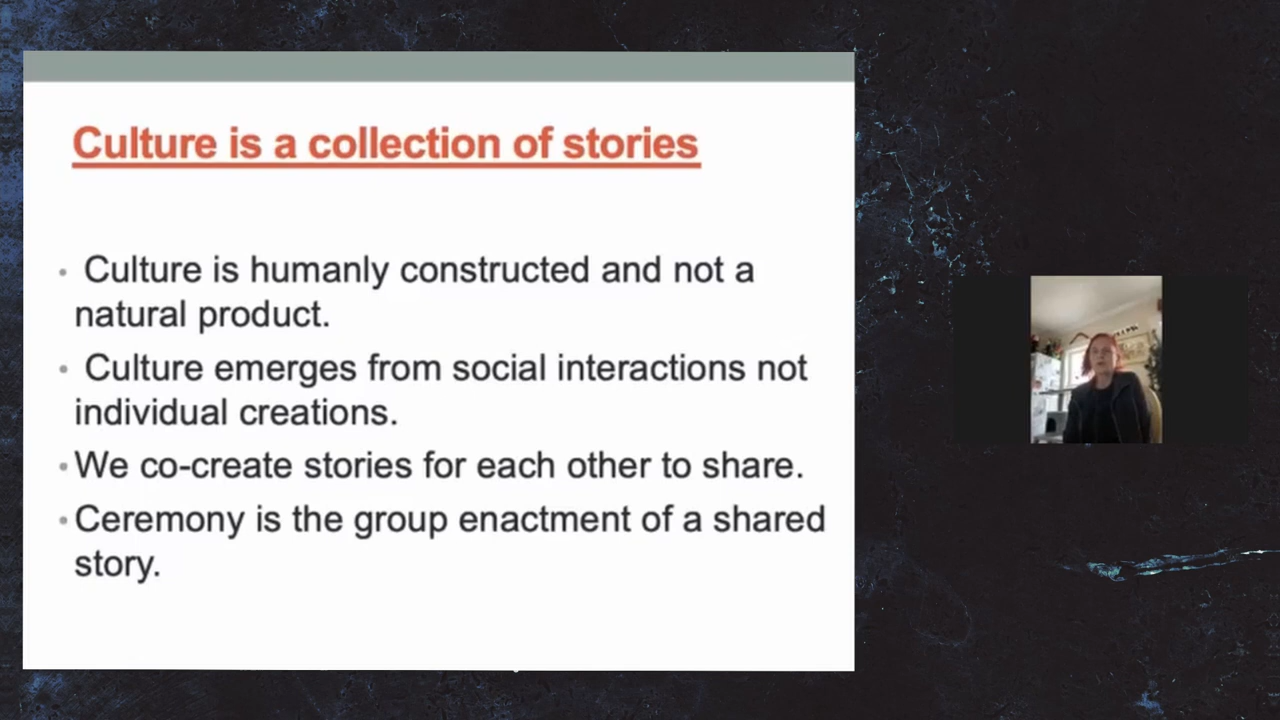 Culture is a collection of stories
• Culture is humanly constructed and not a
natural product.
• Culture emerges from social interactions not
individual creations.
• We co-create stories for each other to share.
• Ceremony is the group enactment of a shared
story.